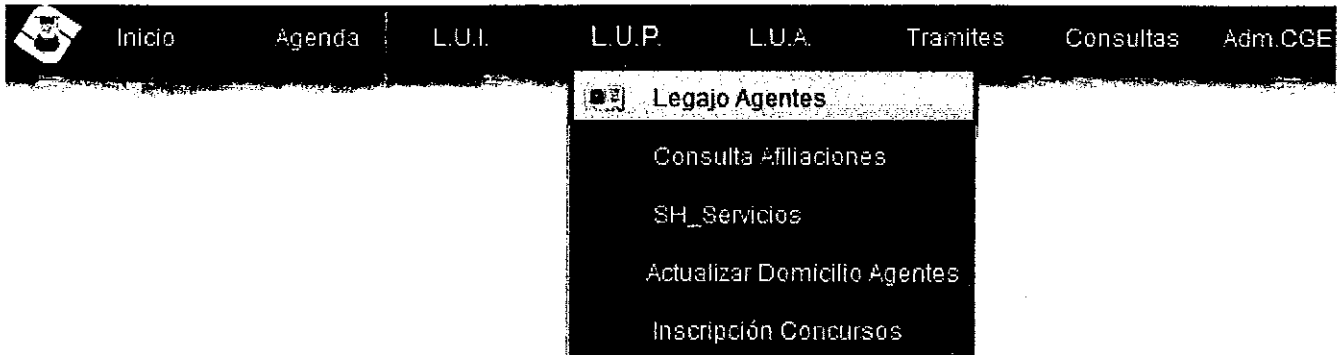 Inicio Agenda L.U.I. L.U.P. L.U.A. Tramites Consultas Adm.CGE
Legajo Agentes
Consulta Afiliaciones
SH_Servicios
Actualizar Domicilio Agentes
Inscripción Concursos